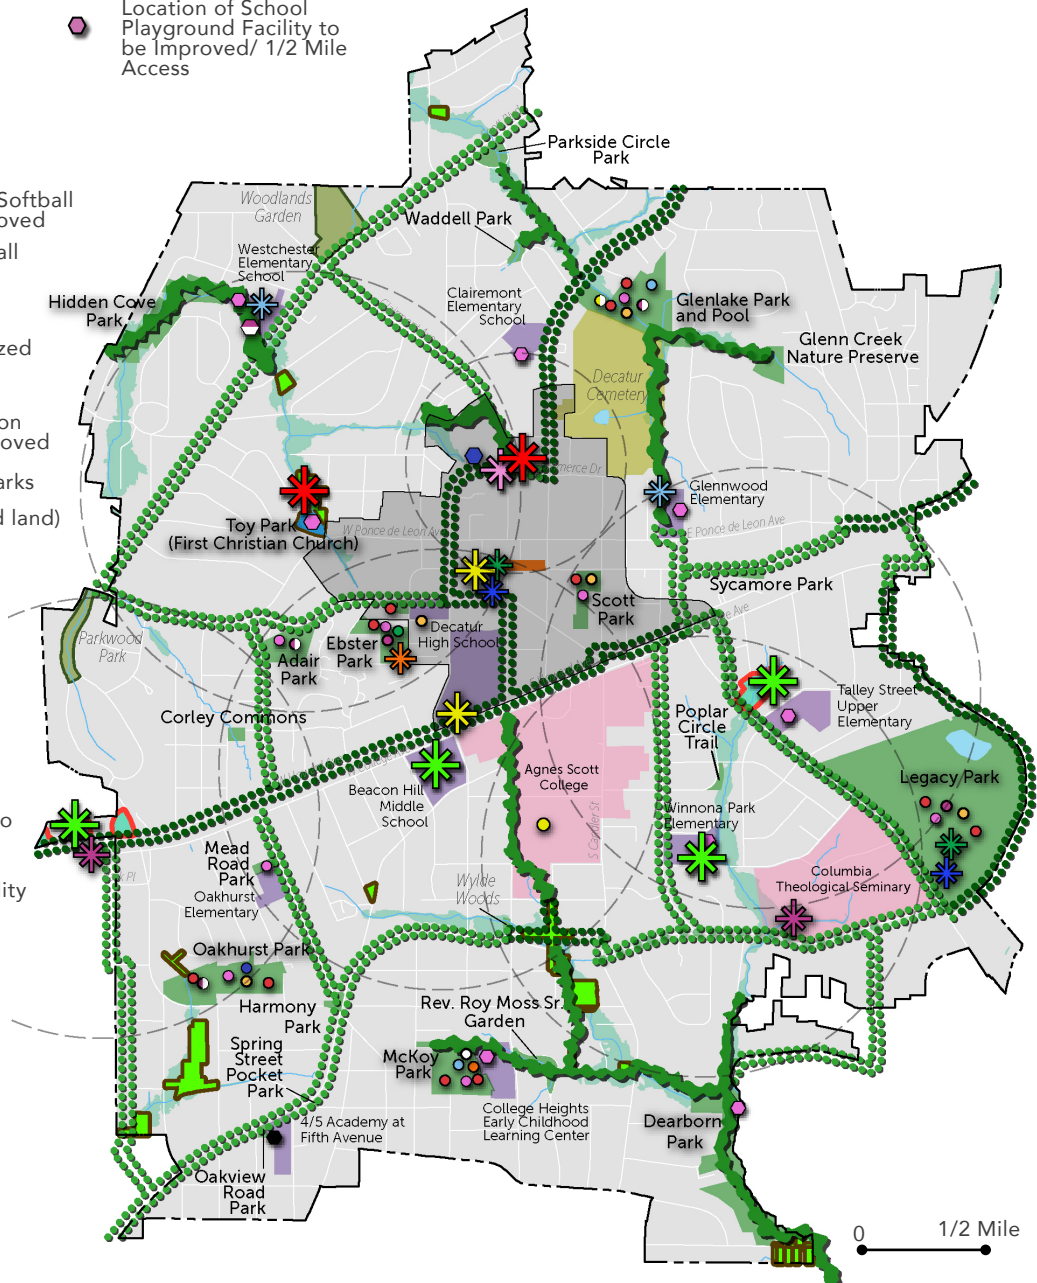 Location of School
Playground Facility to
be Improved/ 1/2 Mile
Access
Parkside Circle
Park
Softball
oved
Woodlands
Garden
Waddell Park
all
Westchester
Elementary
School
Hidden Cove
Park
Clairemont
Elementary
School
Glenlake Park
and Pool
Glenn Creek
Nature Preserve
zed
Decatur
Cemetery
on
oved
merce Dr
arks
Glennwood
Elementary
d land)
Toy Park
(First Christian Church)
W Ponce de Leon Ave
E Ponce de Leon Ave
Sycamore Park
Scott
Park
e Ave
Parkwood
Park
Decatur
High School
Ebster
Park
Adair
Park
Corley Commons
Poplar
Circle
Trail
Talley Street
Upper
Elementary
Agnes Scott
College
Legacy Park
Beacon Hill
Middle
School
S Candler St
Winnona Park
Elementary
o
Mead
Road
Park
Oakhurst
Elementary
k Pl
lity
Wylde
Woods
Columbia
Theological Seminary
Oakhurst Park
Harmony
Park
Rev. Roy Moss Sr.
Garden
Spring
Street
Pocket
Park
McKoy
Park
College Heights
Early Childhood
Learning Center
4/5 Academy at
Fifth Avenue
Dearborn
Park
Oakview
Road
Park
0
1/2 Mile